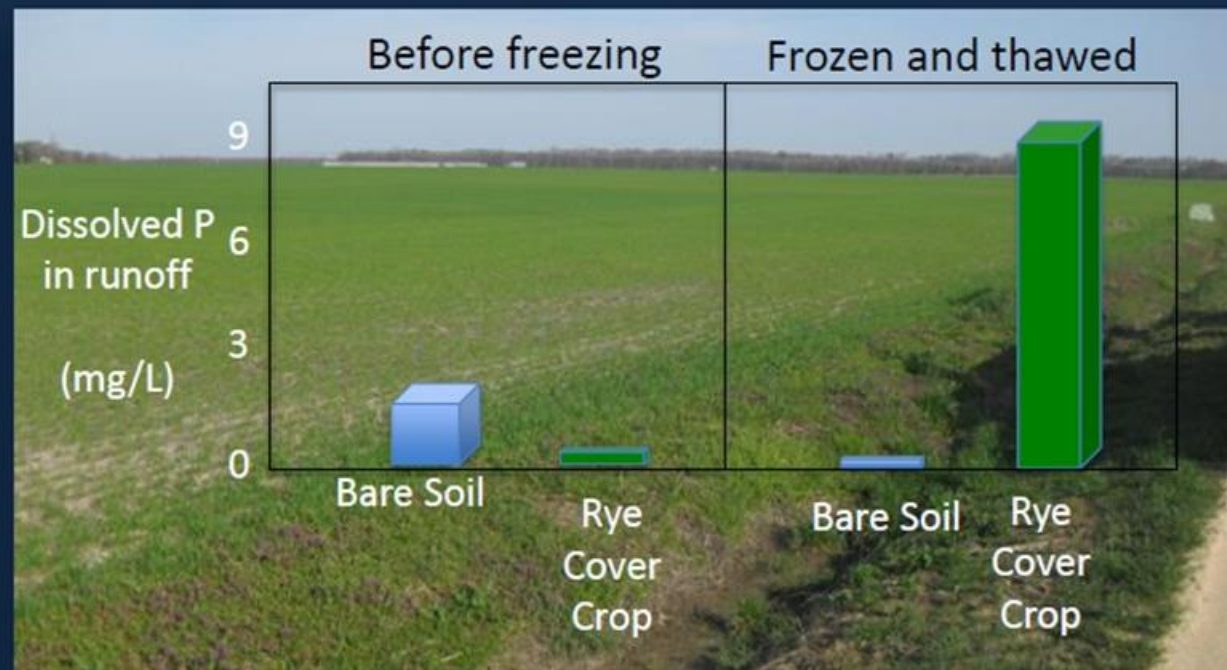 Before freezing
Frozen and thawed
9
6
3
0
Dissolved P
in runoff
(mg/L)
Bare Soil
Rye
Cover
Crop
Bare Soil
Rye
Cover
Crop